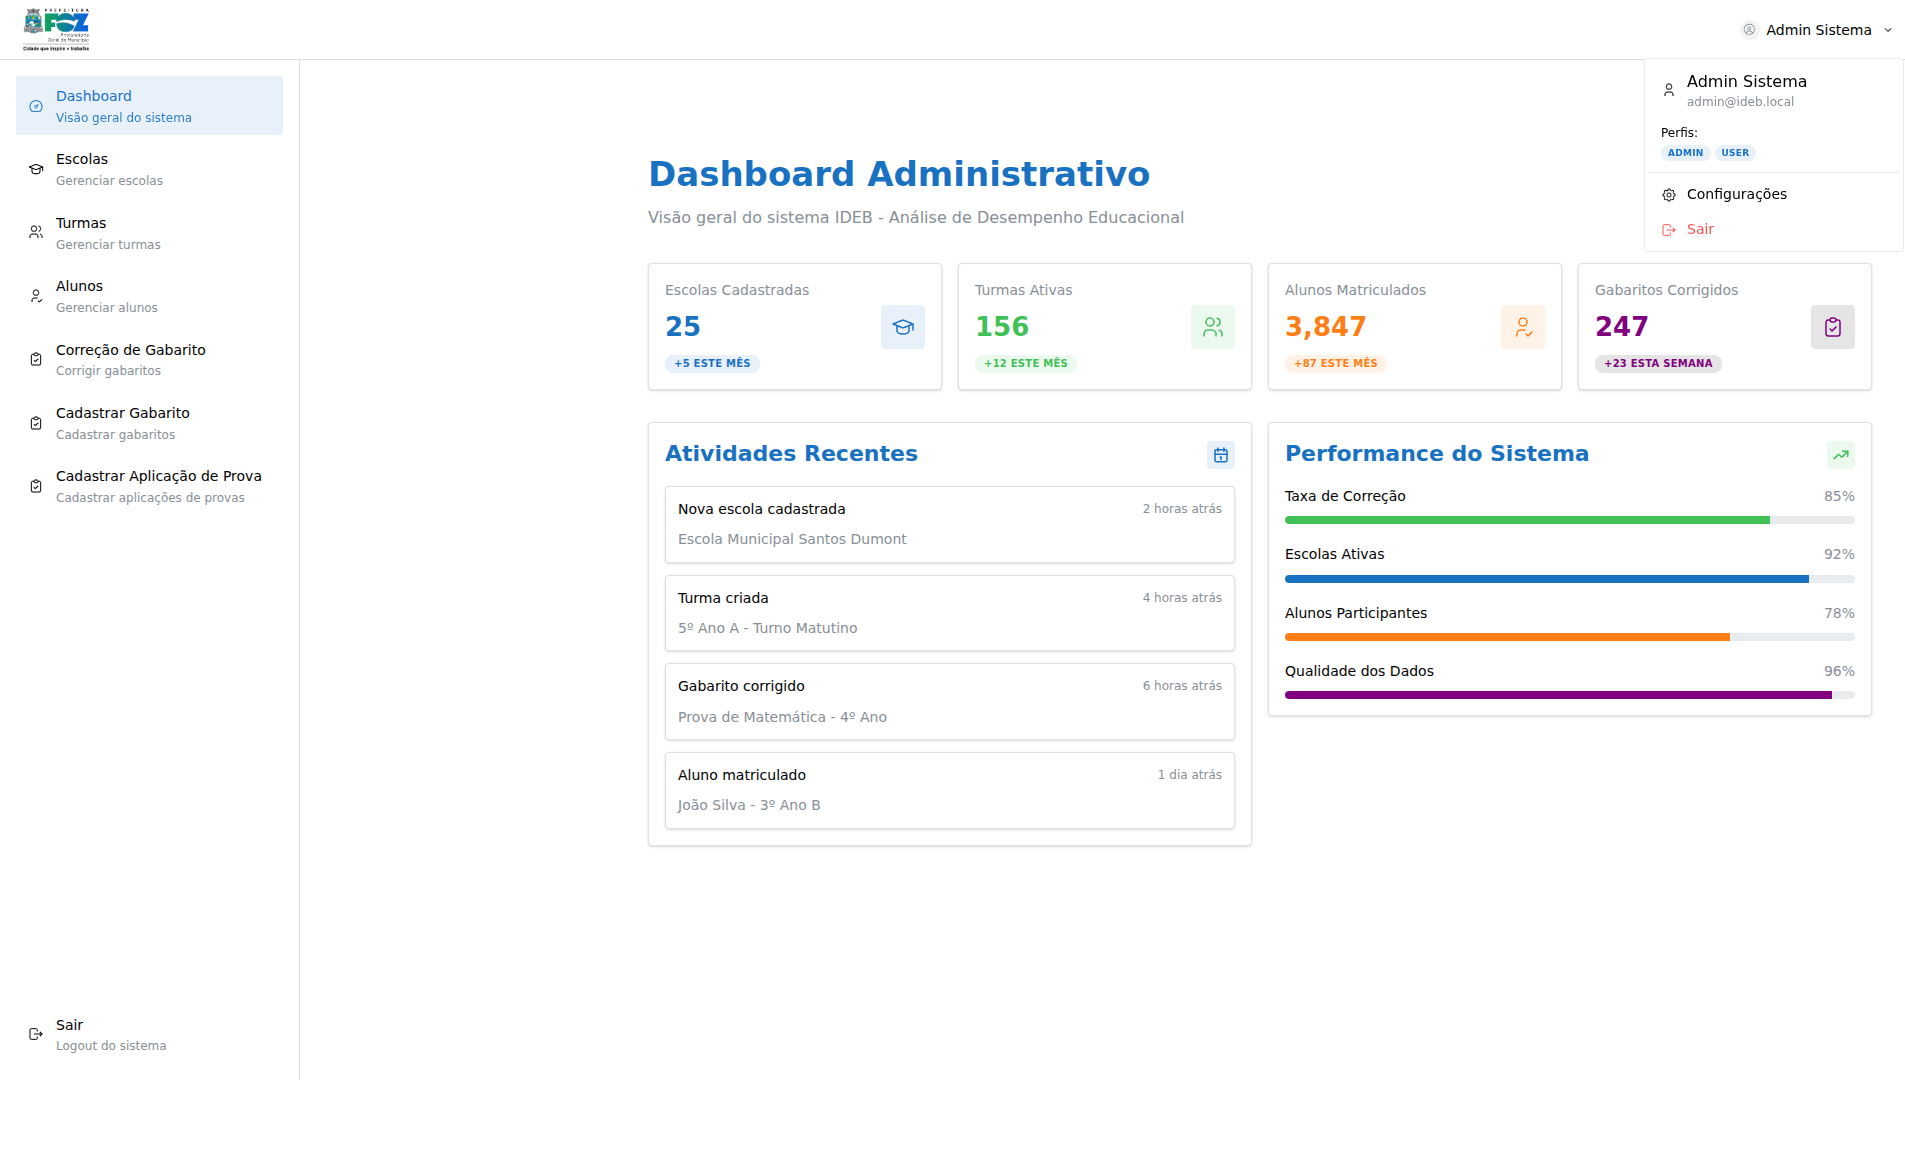 PREFEITURA
FOZ
Procuradoria
Geral do Município
Cidade que inspira e trabalha
Admin Sistema
Admin Sistema
admin@ideb.local
Perfis:
ADMIN USER
Configurações
Sair
Dashboard
Visão geral do sistema
Escolas
Gerenciar escolas
Turmas
Gerenciar turmas
Alunos
Gerenciar alunos
Correção de Gabarito
Corrigir gabaritos
Cadastrar Gabarito
Cadastrar gabaritos
Cadastrar Aplicação de Prova
Cadastrar aplicações de provas
Sair
Logout do sistema
Dashboard Administrativo
Visão geral do sistema IDEB - Análise de Desempenho Educacional
Escolas Cadastradas
25
+5 ESTE MÊS
Turmas Ativas
156
+12 ESTE MÊS
Alunos Matriculados
3,847
+87 ESTE MÊS
Gabaritos Corrigidos
247
+23 ESTA SEMANA
Atividades Recentes
Nova escola cadastrada 2 horas atrás
Escola Municipal Santos Dumont
Turma criada 4 horas atrás
5º Ano A - Turno Matutino
Gabarito corrigido 6 horas atrás
Prova de Matemática - 4º Ano
Aluno matriculado 1 dia atrás
João Silva - 3º Ano B
Performance do Sistema
Taxa de Correção 85%
Escolas Ativas 92%
Alunos Participantes 78%
Qualidade dos Dados 96%